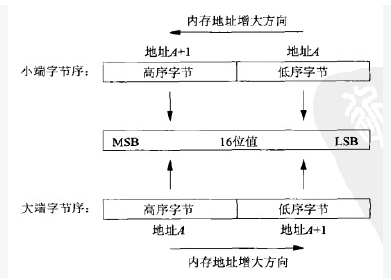 内存地址增大方向
地址A+1 地址A
小端字节序： 高序字节 低序字节
MSB 16位值 LSB
大端字节序： 高序字节 低序字节
地址A 地址A+1
内存地址增大方向